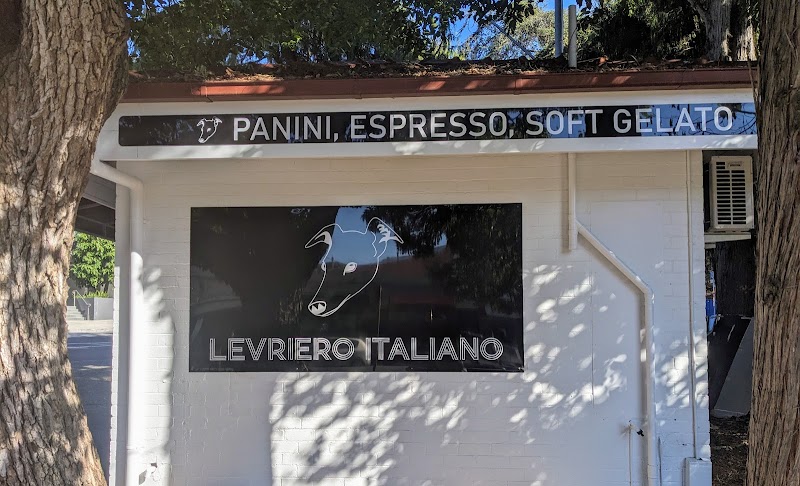 PANINI, ESPRESSO, SOFT GELATO
LEVRIERO ITALIANO